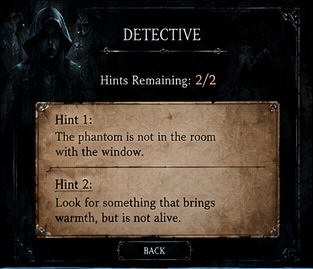 DETECTIVE
Hints Remaining: 2/2
Hint 1:
The phantom is not in the room
with the window.
Hint 2:
Look for something that brings
warmth, but is not alive.
BACK